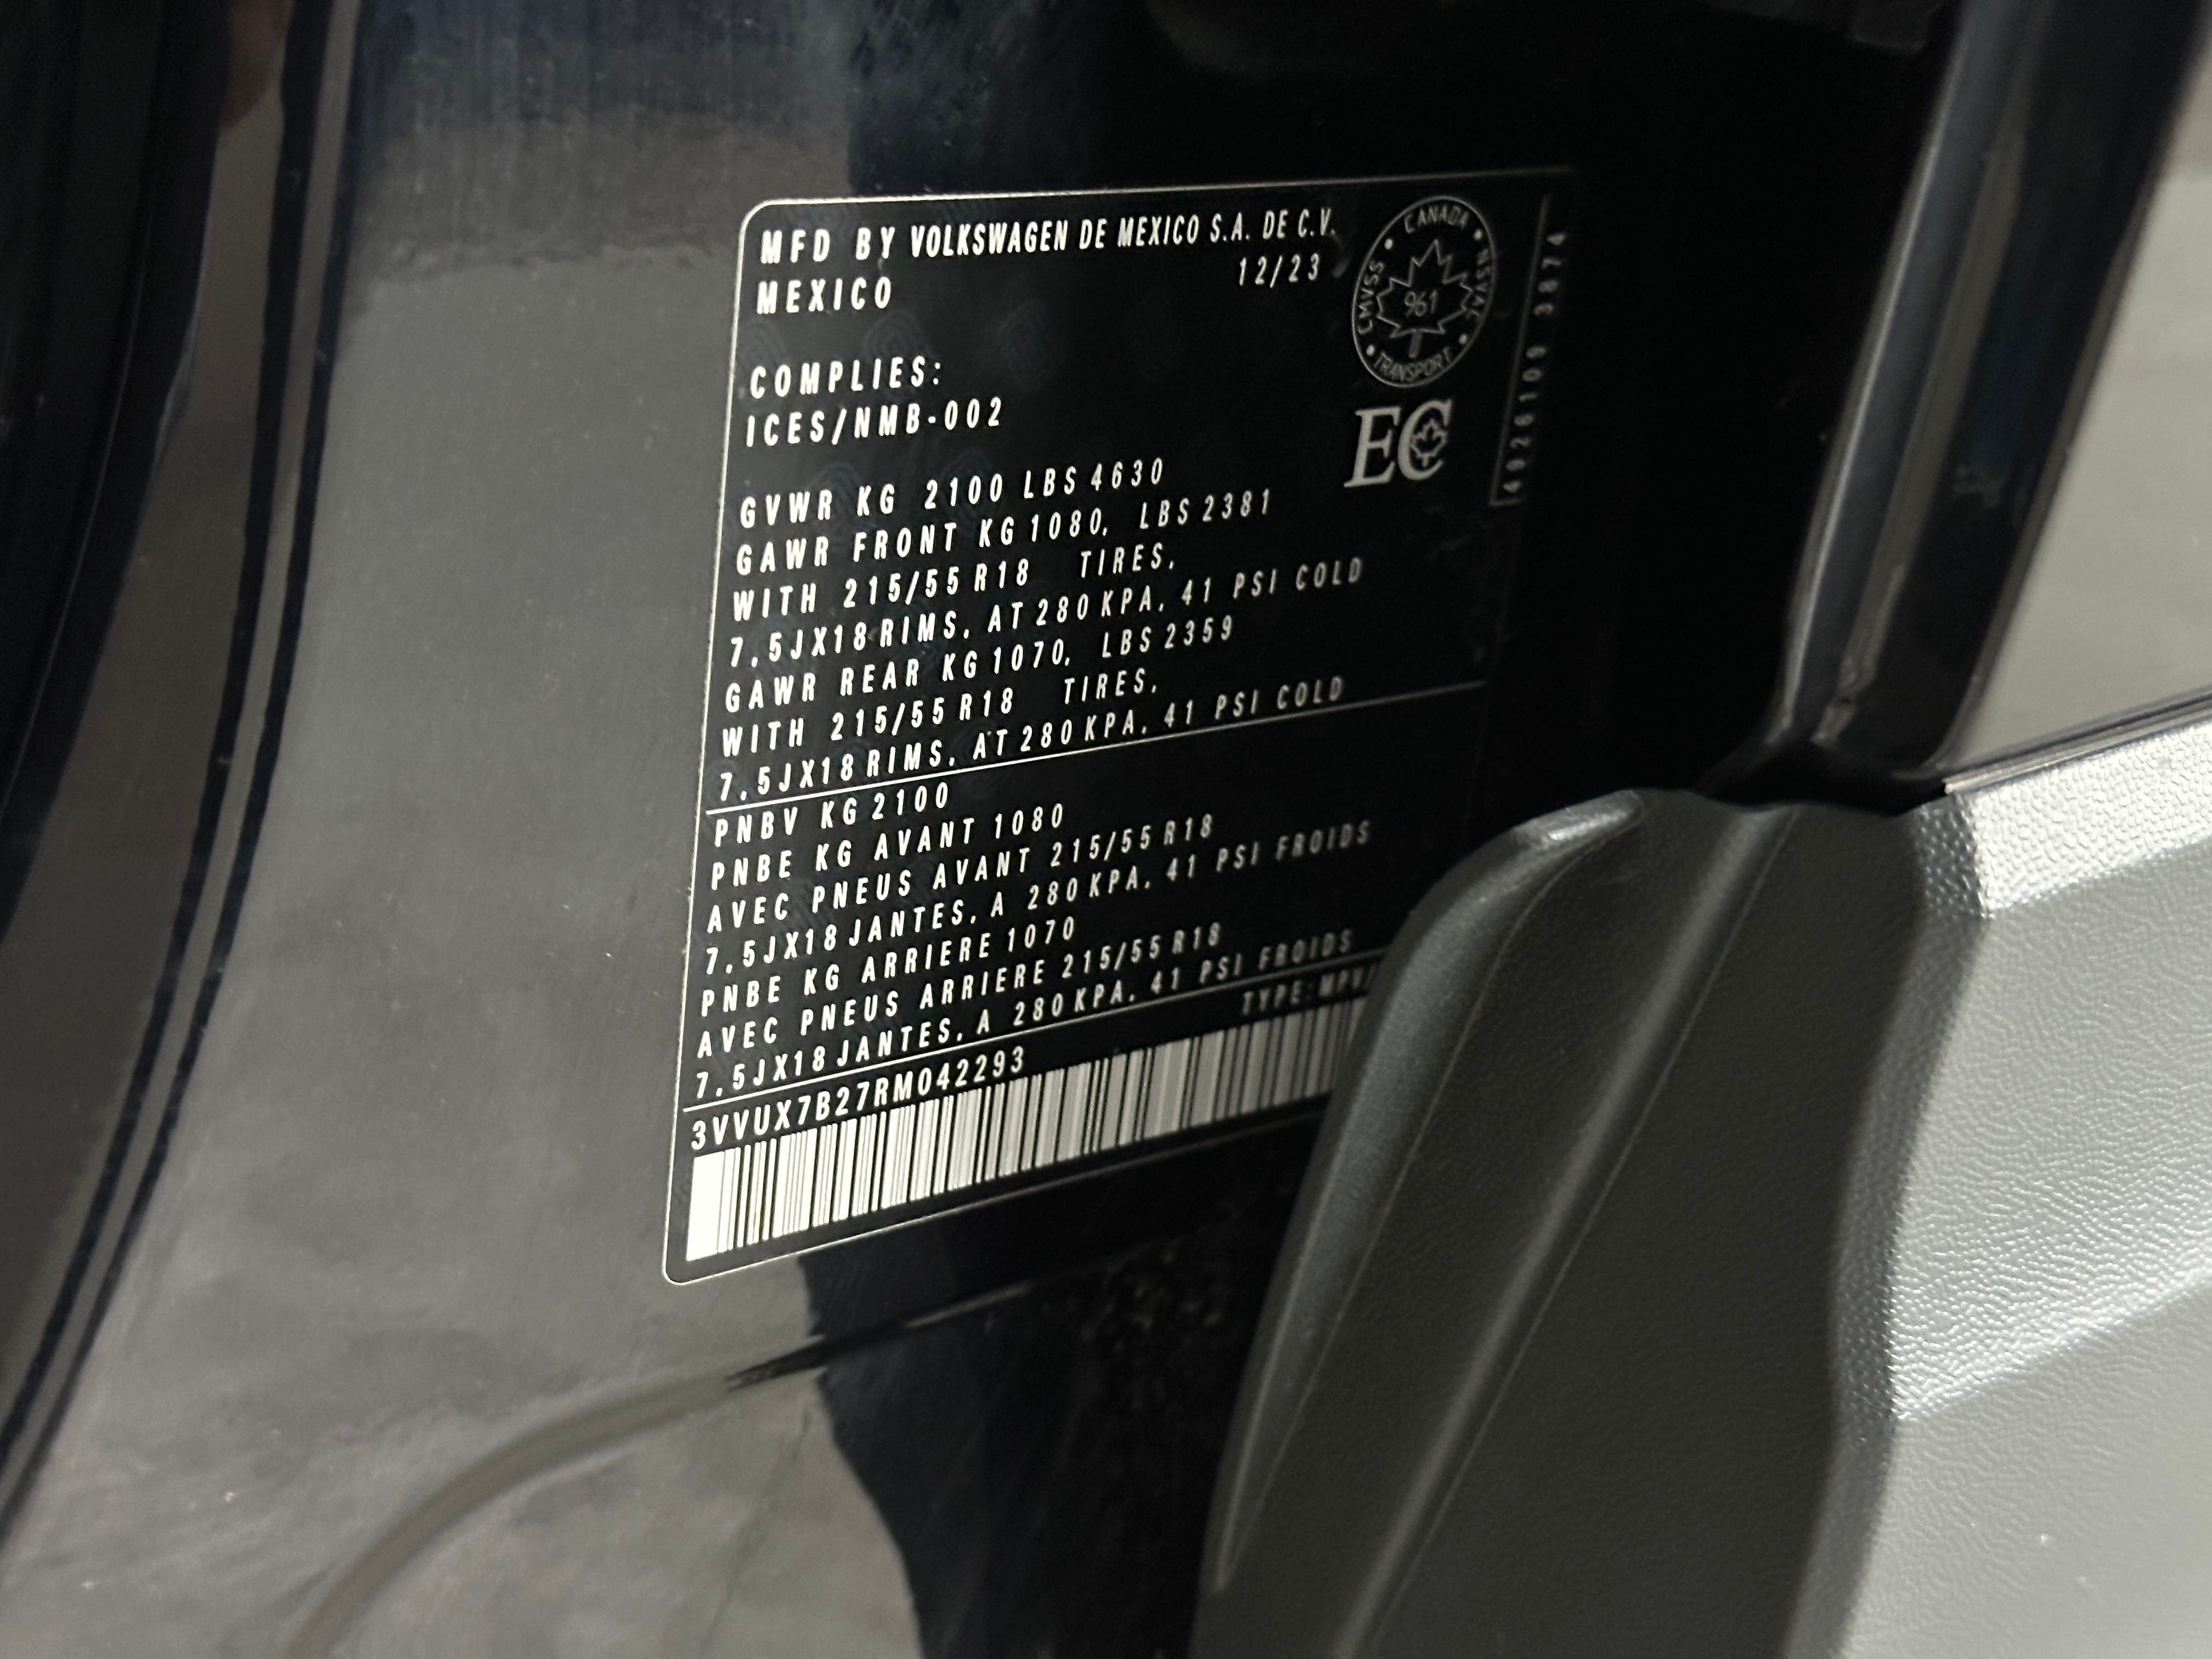 MFD BY VOLKSWAGEN DE MEXICO S.A. DE C.V.
MEXICO 12/23
CANADA
CMVSS NSVAC
961
TRANSPORT
COMPLIES:
ICES/NMB-002
EC
GVWR KG 2100 LBS 4630
GAWR FRONT KG 1080, LBS 2381
WITH 215/55 R18 TIRES,
7.5JX18 RIMS, AT 280 KPA, 41 PSI COLD
GAWR REAR KG 1070, LBS 2359
WITH 215/55 R18 TIRES,
7.5JX18 RIMS, AT 280 KPA, 41 PSI COLD
PNBV KG 2100
PNBE KG AVANT 1080
AVEC PNEUS AVANT 215/55 R18
7.5JX18 JANTES, A 280 KPA, 41 PSI FROIDS
PNBE KG ARRIERE 1070
AVEC PNEUS ARRIERE 215/55 R18
7.5JX18 JANTES, A 280 KPA, 41 PSI FROIDS
3VVUX7B27RM042293 TYPE:MPV/